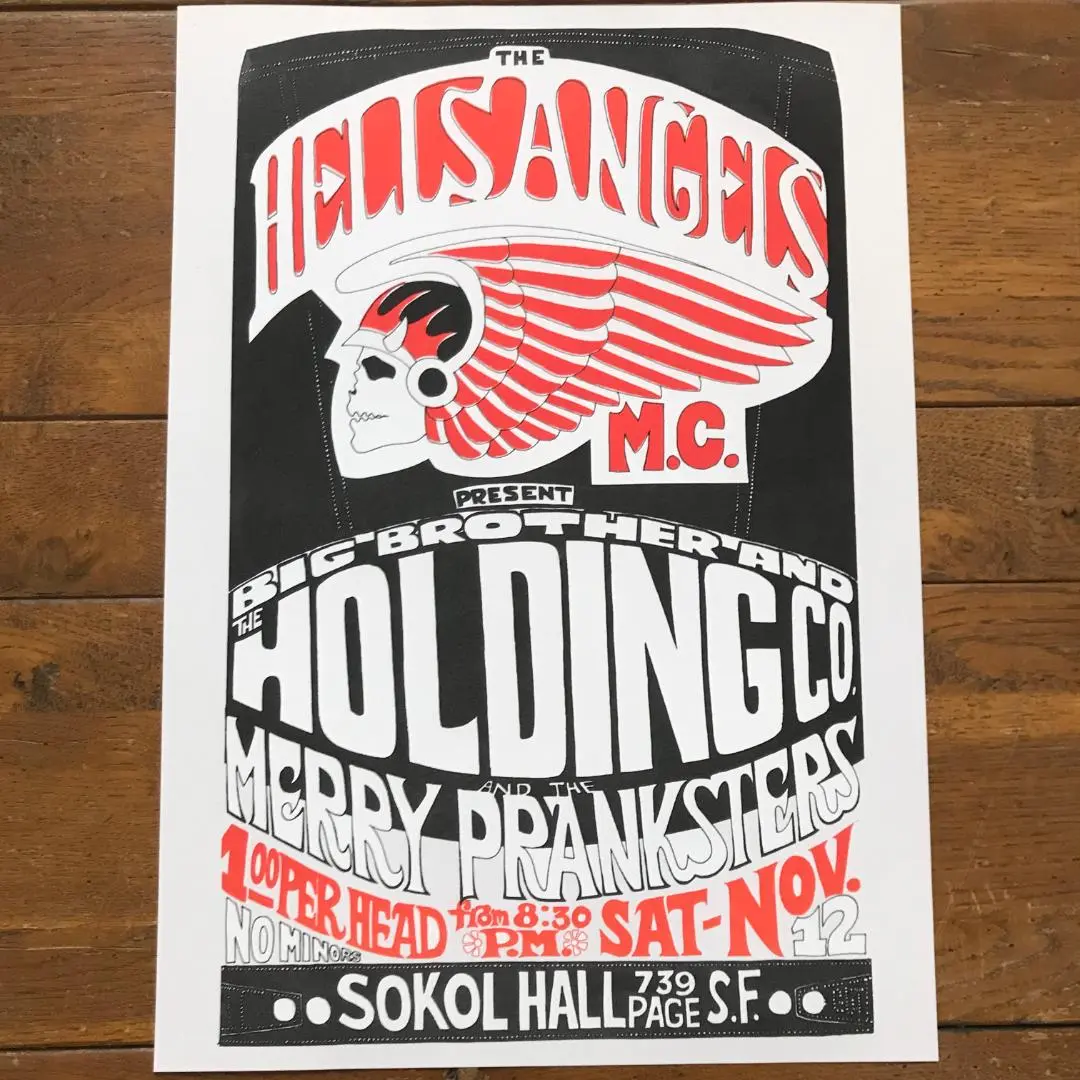 THE
HELLS ANGELS
M.C.
PRESENT
BIG BROTHER AND
THE HOLDING CO.
AND THE
MERRY PRANKSTERS
1.00 PER HEAD from 8:30 P.M. SAT-NOV. 12
NO MINORS
SOKOL HALL 739 PAGE S.F.